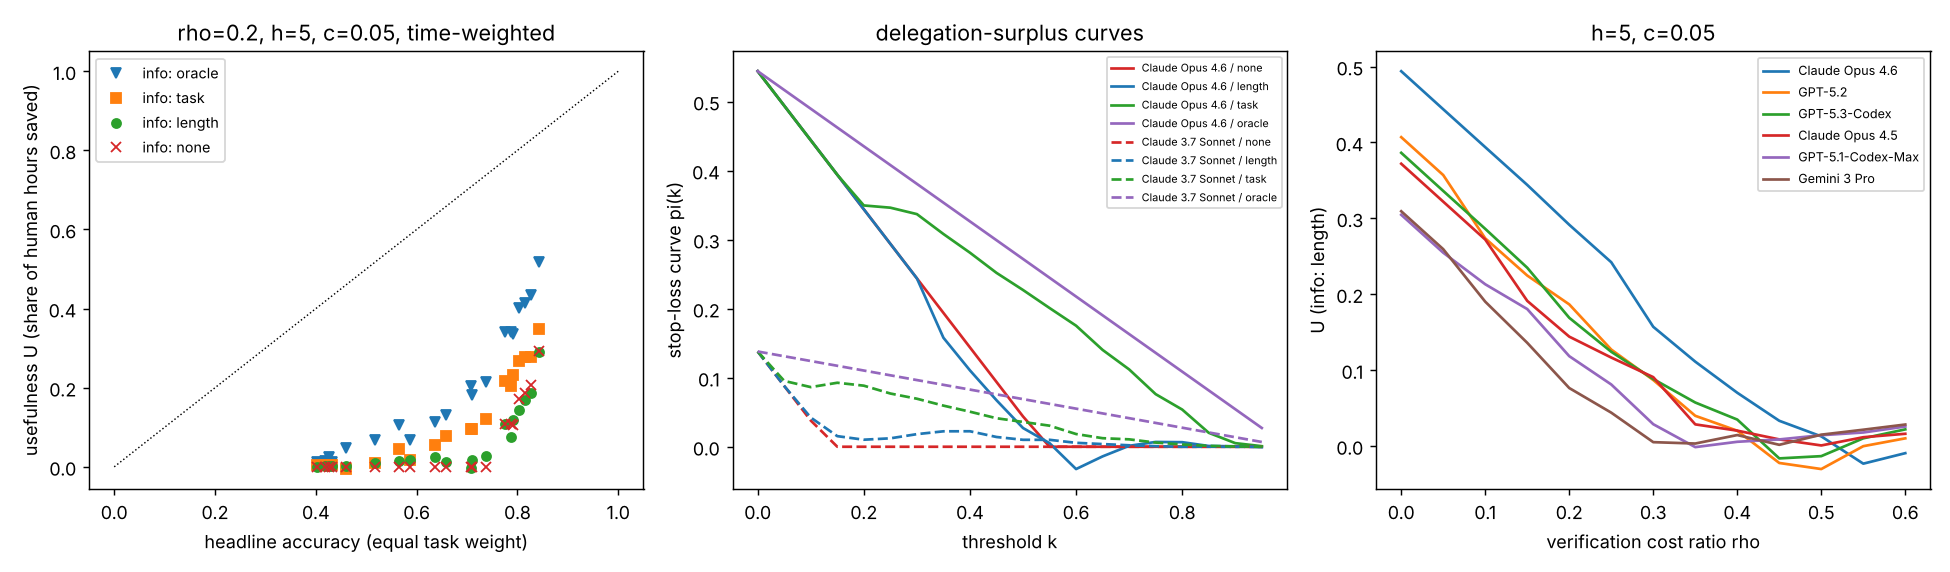 rho=0.2, h=5, c=0.05, time-weighted
usefulness U (share of human hours saved)
1.0
0.8
0.6
0.4
0.2
0.0
info: oracle
info: task
info: length
info: none
0.0 0.2 0.4 0.6 0.8 1.0
headline accuracy (equal task weight)
delegation-surplus curves
stop-loss curve pi(k)
0.5
0.4
0.3
0.2
0.1
0.0
Claude Opus 4.6 / none
Claude Opus 4.6 / length
Claude Opus 4.6 / task
Claude Opus 4.6 / oracle
Claude 3.7 Sonnet / none
Claude 3.7 Sonnet / length
Claude 3.7 Sonnet / task
Claude 3.7 Sonnet / oracle
0.0 0.2 0.4 0.6 0.8
threshold k
h=5, c=0.05
U (info: length)
0.5
0.4
0.3
0.2
0.1
0.0
Claude Opus 4.6
GPT-5.2
GPT-5.3-Codex
Claude Opus 4.5
GPT-5.1-Codex-Max
Gemini 3 Pro
0.0 0.1 0.2 0.3 0.4 0.5 0.6
verification cost ratio rho